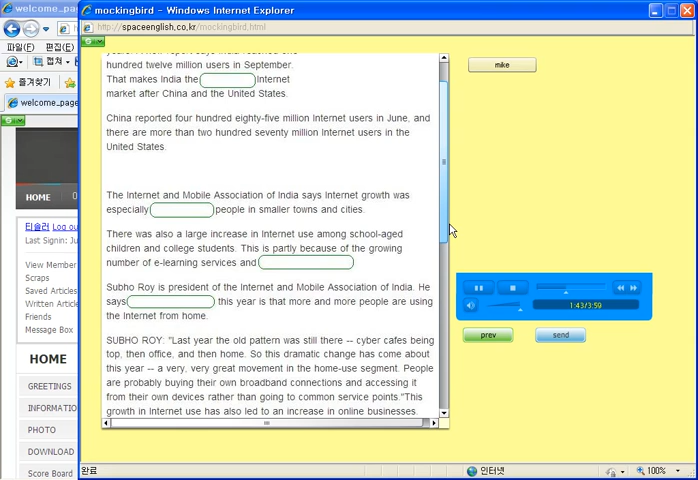 welcome_pag
mockingbird - Windows Internet Explorer
http://spaceenglish.co.kr/mockingbird.html
파일(F) 편집(
캡쳐
즐겨찾기
welcome_pag
HOME
티슬러 Log ou
Last Signin: Ju
View Member
Scraps
Saved Articles
Written Article
Friends
Message Box
HOME
GREETINGS
INFORMATIO
PHOTO
DOWNLOAD
Score Board
hundred twelve million users in September.
That makes India the Internet
market after China and the United States.
China reported four hundred eighty-five million Internet users in June, and
there are more than two hundred seventy million Internet users in the
United States.
The Internet and Mobile Association of India says Internet growth was
especially people in smaller towns and cities.
There was also a large increase in Internet use among school-aged
children and college students. This is partly because of the growing
number of e-learning services and
Subho Roy is president of the Internet and Mobile Association of India. He
says this year is that more and more people are using
the Internet from home.
SUBHO ROY: "Last year the old pattern was still there -- cyber cafes being
top, then office, and then home. So this dramatic change has come about
this year -- a very, very great movement in the home-use segment. People
are probably buying their own broadband connections and accessing it
from their own devices rather than going to common service points."This
growth in Internet use has also led to an increase in online businesses.
mike
1:43/3:59
prev send
완료
인터넷
100%